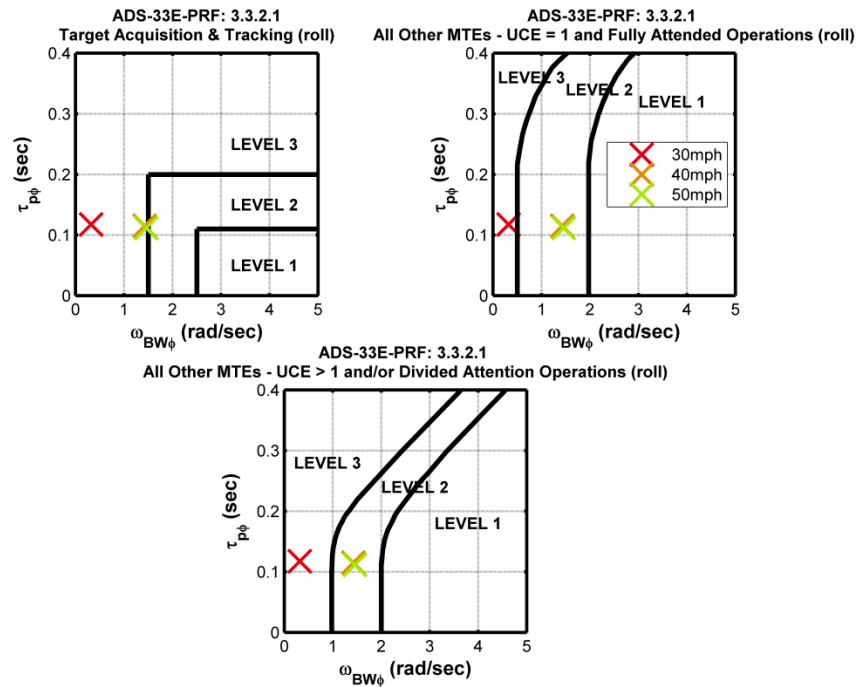 ADS-33E-PRF: 3.3.2.1
Target Acquisition & Tracking (roll)
0.4
0.3
0.2
0.1
0
τpϕ (sec)
LEVEL 3
LEVEL 2
LEVEL 1
0 1 2 3 4 5
ωBWϕ (rad/sec)
ADS-33E-PRF: 3.3.2.1
All Other MTEs - UCE = 1 and Fully Attended Operations (roll)
0.4
0.3
0.2
0.1
0
τpϕ (sec)
LEVEL 3
LEVEL 2
LEVEL 1
30mph
40mph
50mph
0 1 2 3 4 5
ωBWϕ (rad/sec)
ADS-33E-PRF: 3.3.2.1
All Other MTEs - UCE > 1 and/or Divided Attention Operations (roll)
0.4
0.3
0.2
0.1
0
τpϕ (sec)
LEVEL 3
LEVEL 2
LEVEL 1
0 1 2 3 4 5
ωBWϕ (rad/sec)